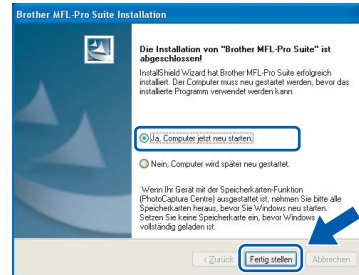 Brother MFL-Pro Suite Installation
Die Installation von "Brother MFL-Pro Suite" ist
abgeschlossen!
InstallShield Wizard hat Brother MFL-Pro Suite erfolgreich
installiert. Der Computer muss neu gestartet werden, bevor das
installierte Programm verwendet werden kann.
Ja, Computer jetzt neu starten.
Nein, Computer wird später neu gestartet.
Wenn Ihr Gerät mit der Speicherkarten-Funktion
(PhotoCapture Centre) ausgestattet ist, nehmen Sie bitte alle
Speicherkarten heraus, bevor Sie Windows neu starten.
Setzen Sie keine Speicherkarte ein, bevor Windows
vollständig geladen ist.
< Zurück
Fertig stellen
Abbrechen